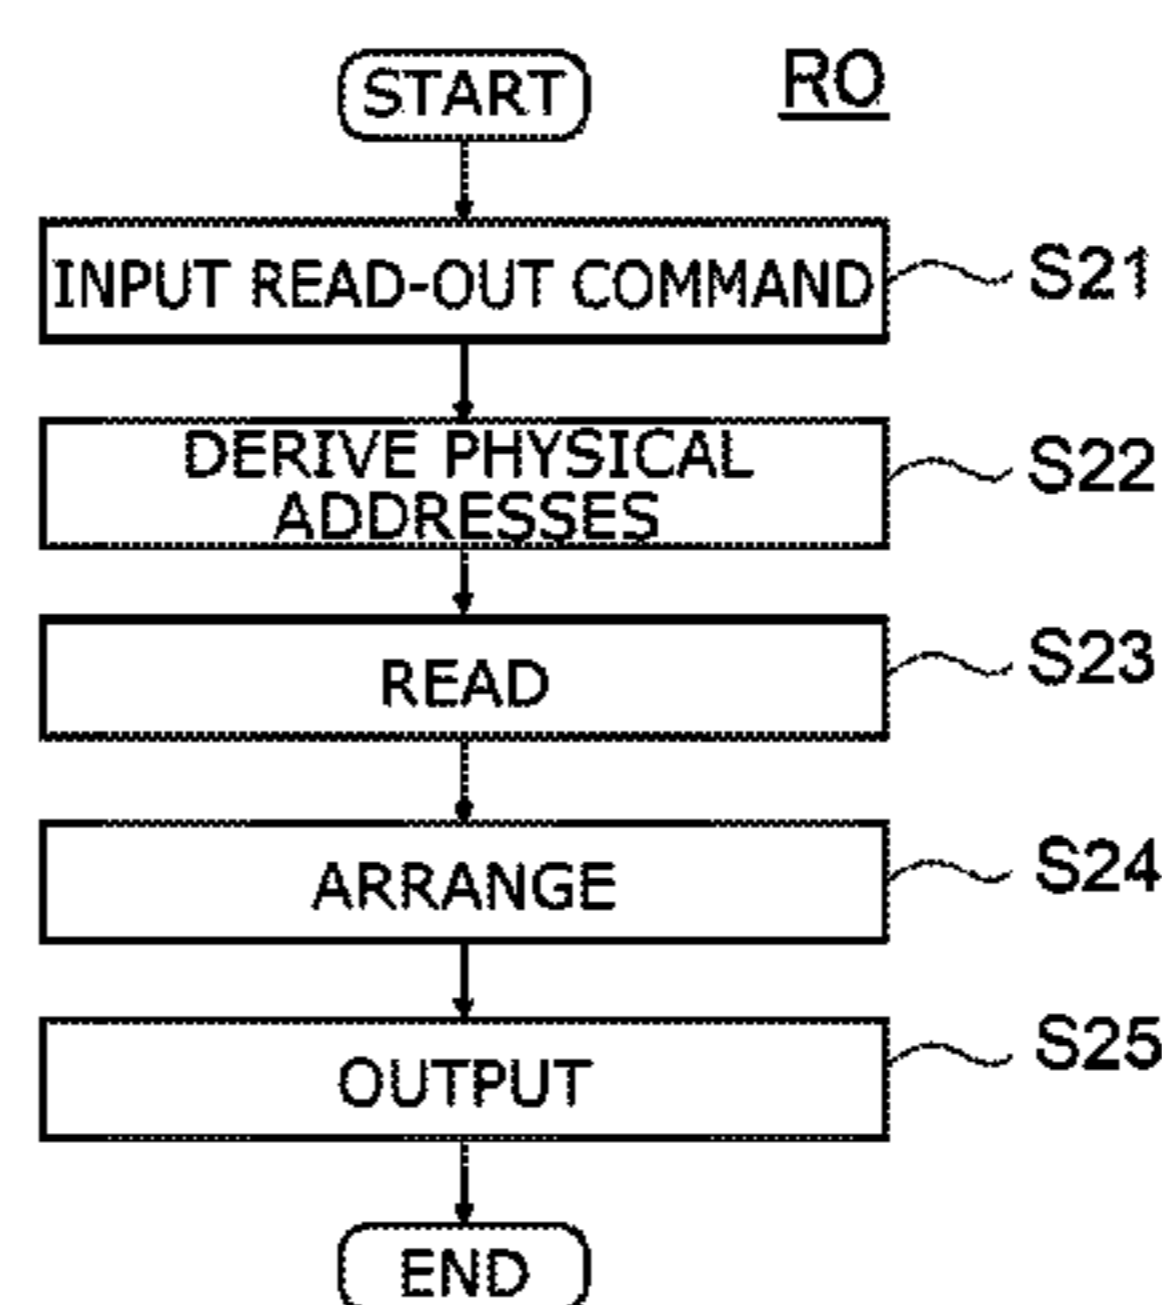 START
RO
INPUT READ-OUT COMMAND
S21
DERIVE PHYSICAL
ADDRESSES
S22
READ
S23
ARRANGE
S24
OUTPUT
S25
END